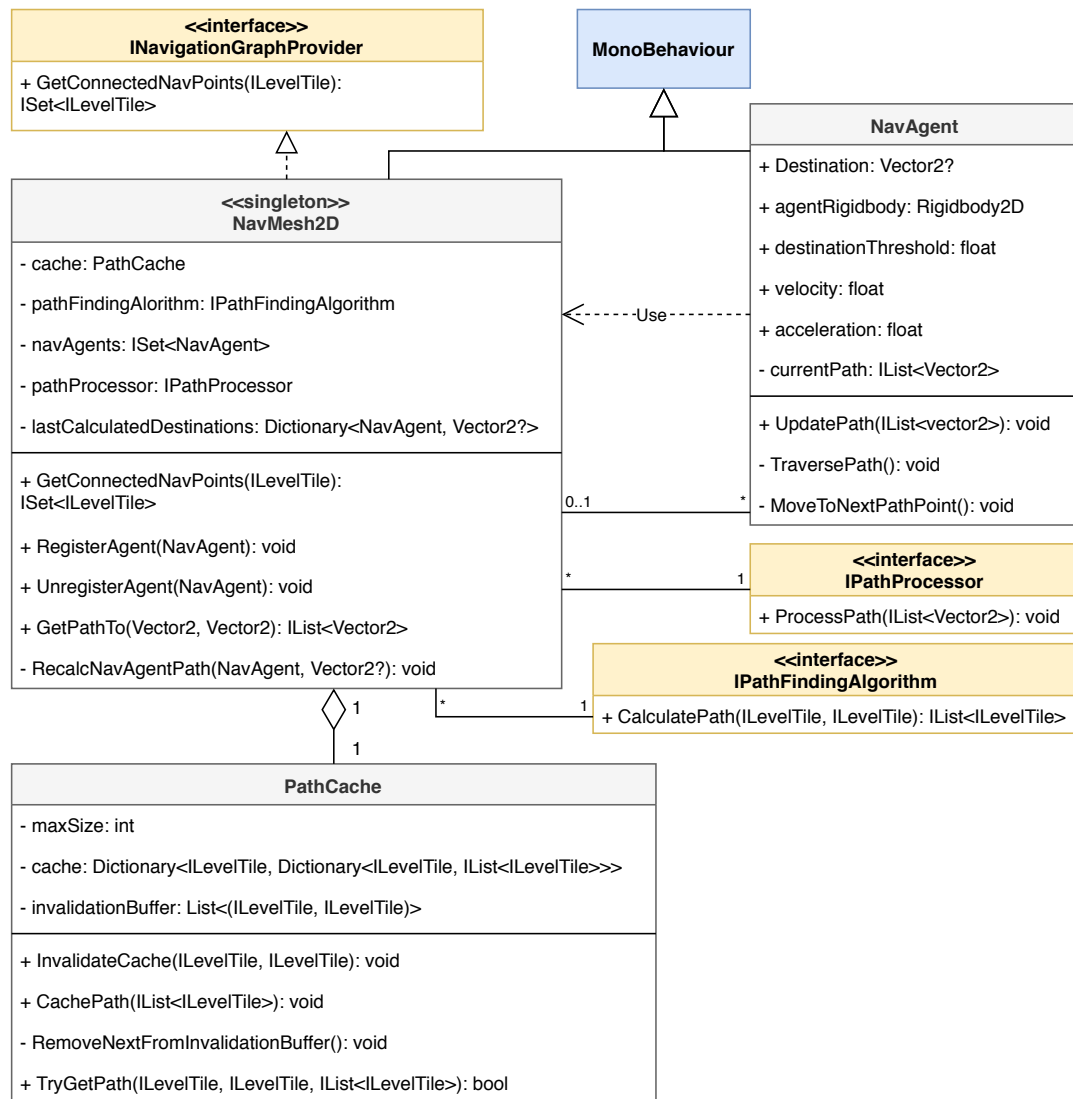 <<interface>>
INavigationGraphProvider
+ GetConnectedNavPoints(ILevelTile):
ISet<ILevelTile>
MonoBehaviour
NavAgent
+ Destination: Vector2?
+ agentRigidbody: Rigidbody2D
+ destinationThreshold: float
+ velocity: float
+ acceleration: float
- currentPath: IList<Vector2>
+ UpdatePath(IList<vector2>): void
- TraversePath(): void
- MoveToNextPathPoint(): void
<<singleton>>
NavMesh2D
- cache: PathCache
- pathFindingAlorithm: IPathFindingAlgorithm
- navAgents: ISet<NavAgent>
- pathProcessor: IPathProcessor
- lastCalculatedDestinations: Dictionary<NavAgent, Vector2?>
+ GetConnectedNavPoints(ILevelTile):
ISet<ILevelTile>
+ RegisterAgent(NavAgent): void
+ UnregisterAgent(NavAgent): void
+ GetPathTo(Vector2, Vector2): IList<Vector2>
- RecalcNavAgentPath(NavAgent, Vector2?): void
Use
0..1 *
* 1
<<interface>>
IPathProcessor
+ ProcessPath(IList<Vector2>): void
<<interface>>
IPathFindingAlgorithm
+ CalculatePath(ILevelTile, ILevelTile): IList<ILevelTile>
* 1
1
1
PathCache
- maxSize: int
- cache: Dictionary<ILevelTile, Dictionary<ILevelTile, IList<ILevelTile>>>
- invalidationBuffer: List<(ILevelTile, ILevelTile)>
+ InvalidateCache(ILevelTile, ILevelTile): void
+ CachePath(IList<ILevelTile>): void
- RemoveNextFromInvalidationBuffer(): void
+ TryGetPath(ILevelTile, ILevelTile, IList<ILevelTile>): bool